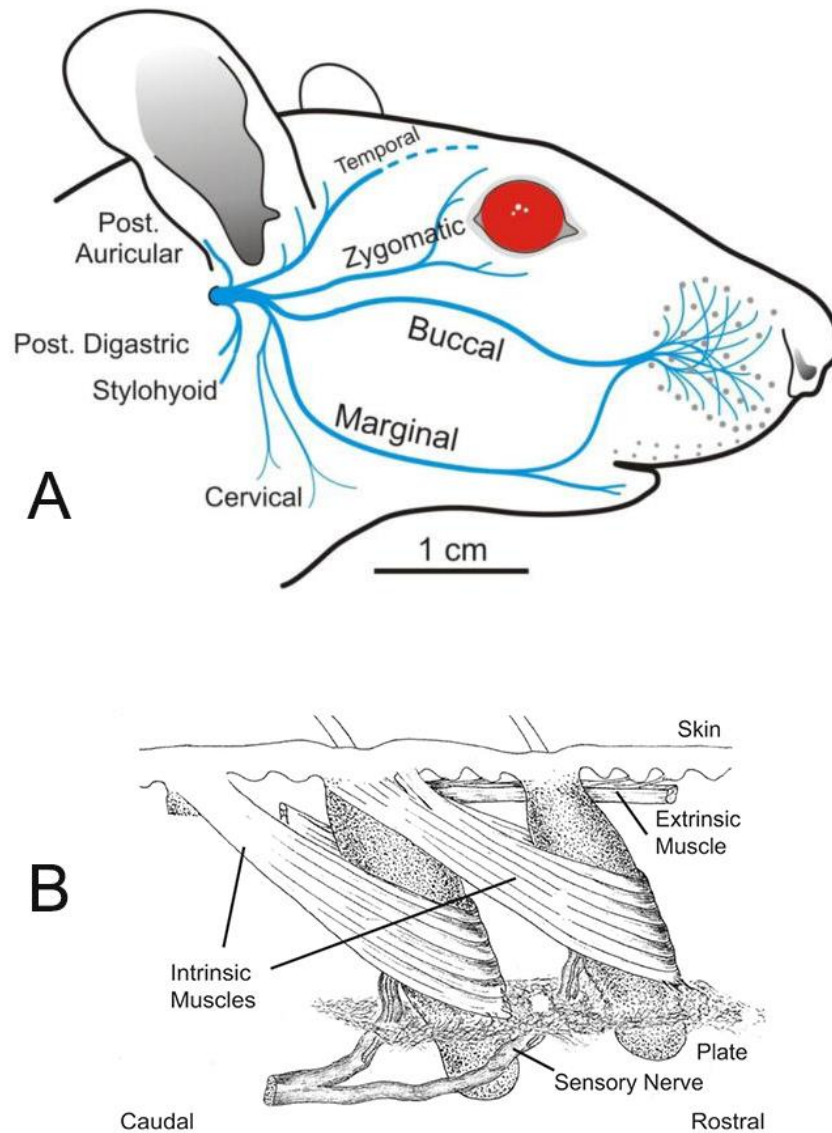 Temporal
Post.
Auricular
Zygomatic
Buccal
Post. Digastric
Stylohyoid
Marginal
A
Cervical
1 cm
Skin
Extrinsic
Muscle
B
Intrinsic
Muscles
Plate
Sensory Nerve
Caudal
Rostral